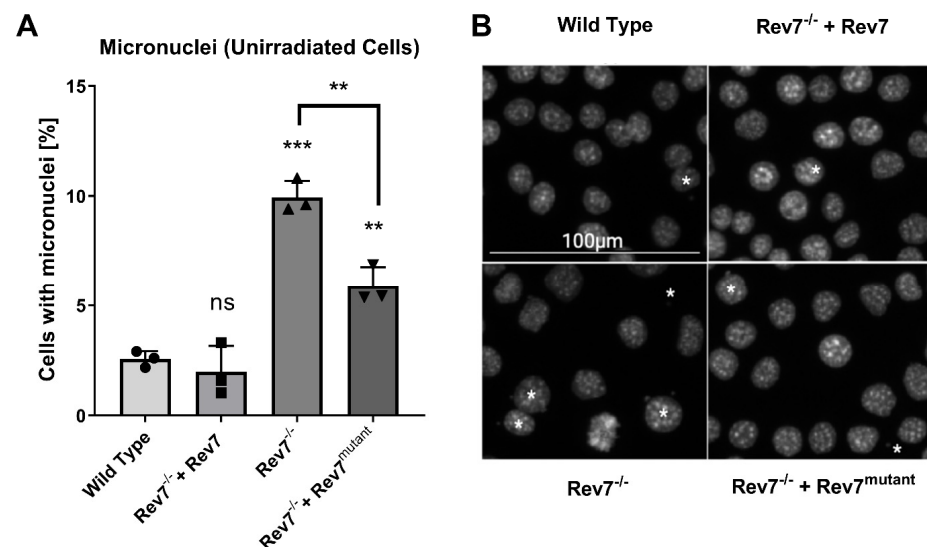 A
Micronuclei (Unirradiated Cells)
Cells with micronuclei [%]
15
10
5
0
ns
***
**
**
Wild Type
Rev7-/- + Rev7
Rev7-/-
Rev7-/- + Rev7mutant
B
Wild Type
Rev7-/- + Rev7
*
*
100µm
*
*
*
*
*
*
Rev7-/-
Rev7-/- + Rev7mutant